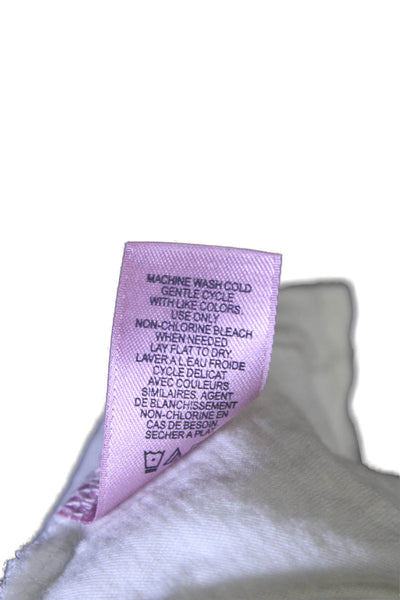 MACHINE WASH COLD
GENTLE CYCLE
WITH LIKE COLORS,
USE ONLY
NON-CHLORINE BLEACH
WHEN NEEDED.
LAY FLAT TO DRY.
LAVER A L'EAU FROIDE
CYCLE DELICAT
AVEC COULEURS
SIMILAIRES. AGENT
DE BLANCHISSEMENT
NON-CHLORINE EN
CAS DE BESOIN.
SECHER A PLA